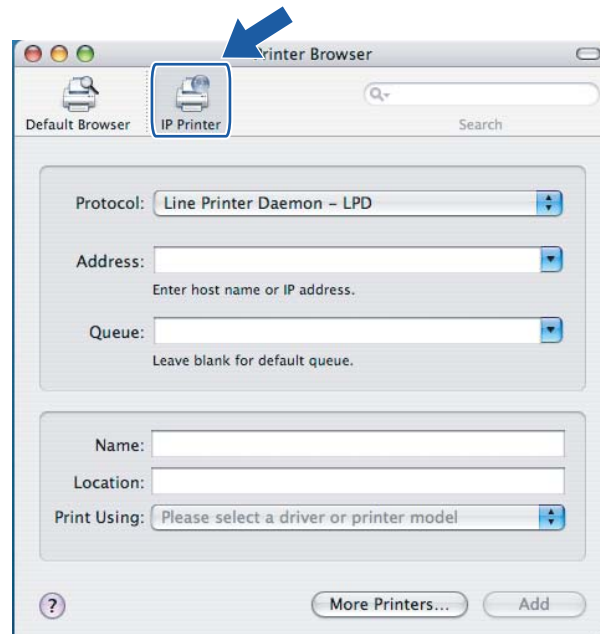 Printer Browser
Default Browser
IP Printer
Search
Protocol: Line Printer Daemon – LPD
Address:
Enter host name or IP address.
Queue:
Leave blank for default queue.
Name:
Location:
Print Using: Please select a driver or printer model
? More Printers... Add